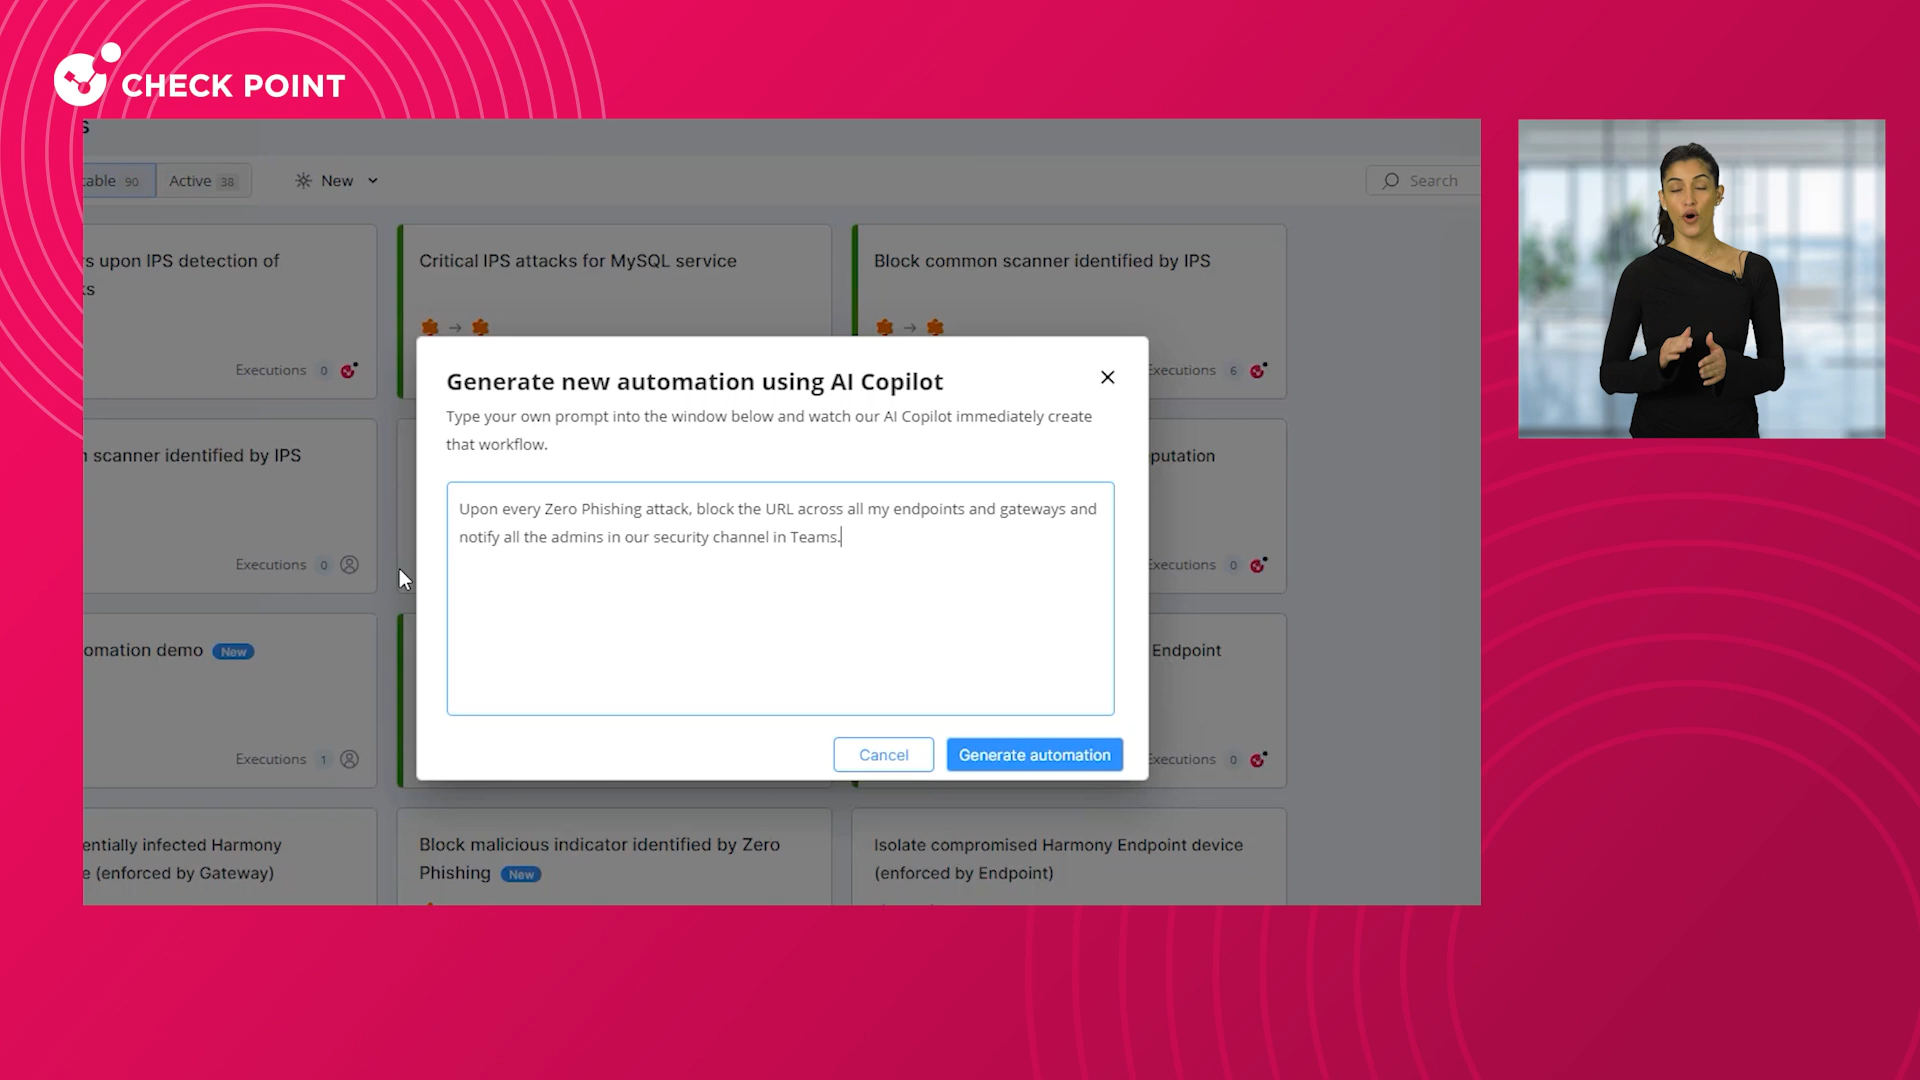 CHECK POINT
s
able 90
Active 38
New
Search
s upon IPS detection of
ks
Executions 0
Critical IPS attacks for MySQL service
Block common scanner identified by IPS
Executions 6
Generate new automation using AI Copilot
Type your own prompt into the window below and watch our AI Copilot immediately create
that workflow.
Upon every Zero Phishing attack, block the URL across all my endpoints and gateways and
notify all the admins in our security channel in Teams.
Cancel
Generate automation
scanner identified by IPS
Executions 0
putation
Executions 0
omation demo New
Executions 1
Endpoint
Executions 0
entially infected Harmony
e (enforced by Gateway)
Block malicious indicator identified by Zero
Phishing New
Isolate compromised Harmony Endpoint device
(enforced by Endpoint)